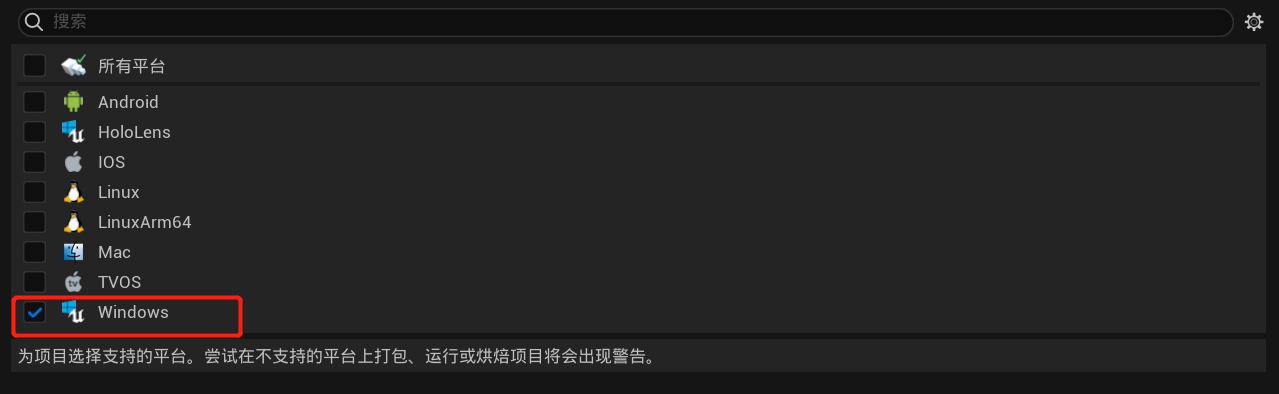 搜索
所有平台
Android
HoloLens
IOS
Linux
LinuxArm64
Mac
TVOS
Windows
为项目选择支持的平台。尝试在不支持的平台上打包、运行或烘焙项目将会出现警告。